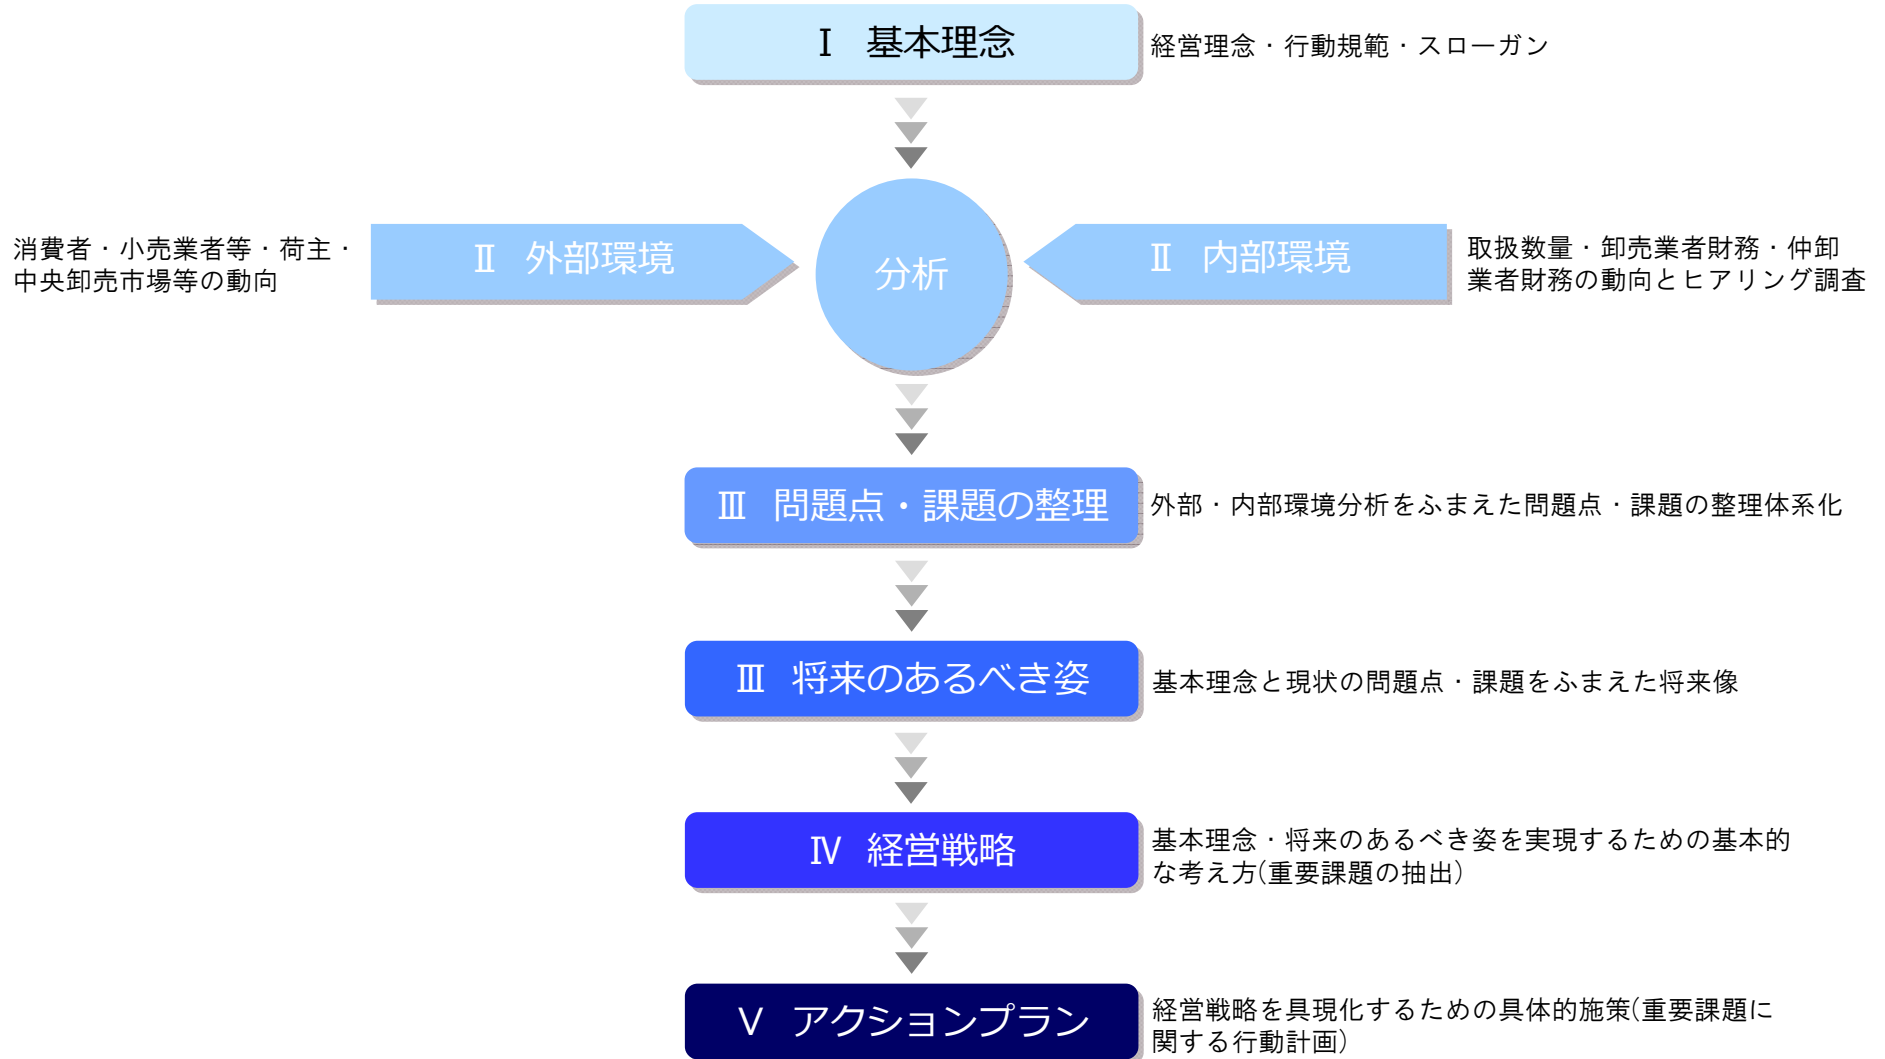 Ⅰ 基本理念
経営理念・行動規範・スローガン
消費者・小売業者等・荷主・
中央卸売市場等の動向
Ⅱ 外部環境
分析
Ⅱ 内部環境
取扱数量・卸売業者財務・仲卸
業者財務の動向とヒアリング調査
Ⅲ 問題点・課題の整理
外部・内部環境分析をふまえた問題点・課題の整理体系化
Ⅲ 将来のあるべき姿
基本理念と現状の問題点・課題をふまえた将来像
Ⅳ 経営戦略
基本理念・将来のあるべき姿を実現するための基本的
な考え方(重要課題の抽出)
Ⅴ アクションプラン
経営戦略を具現化するための具体的施策(重要課題に
関する行動計画)